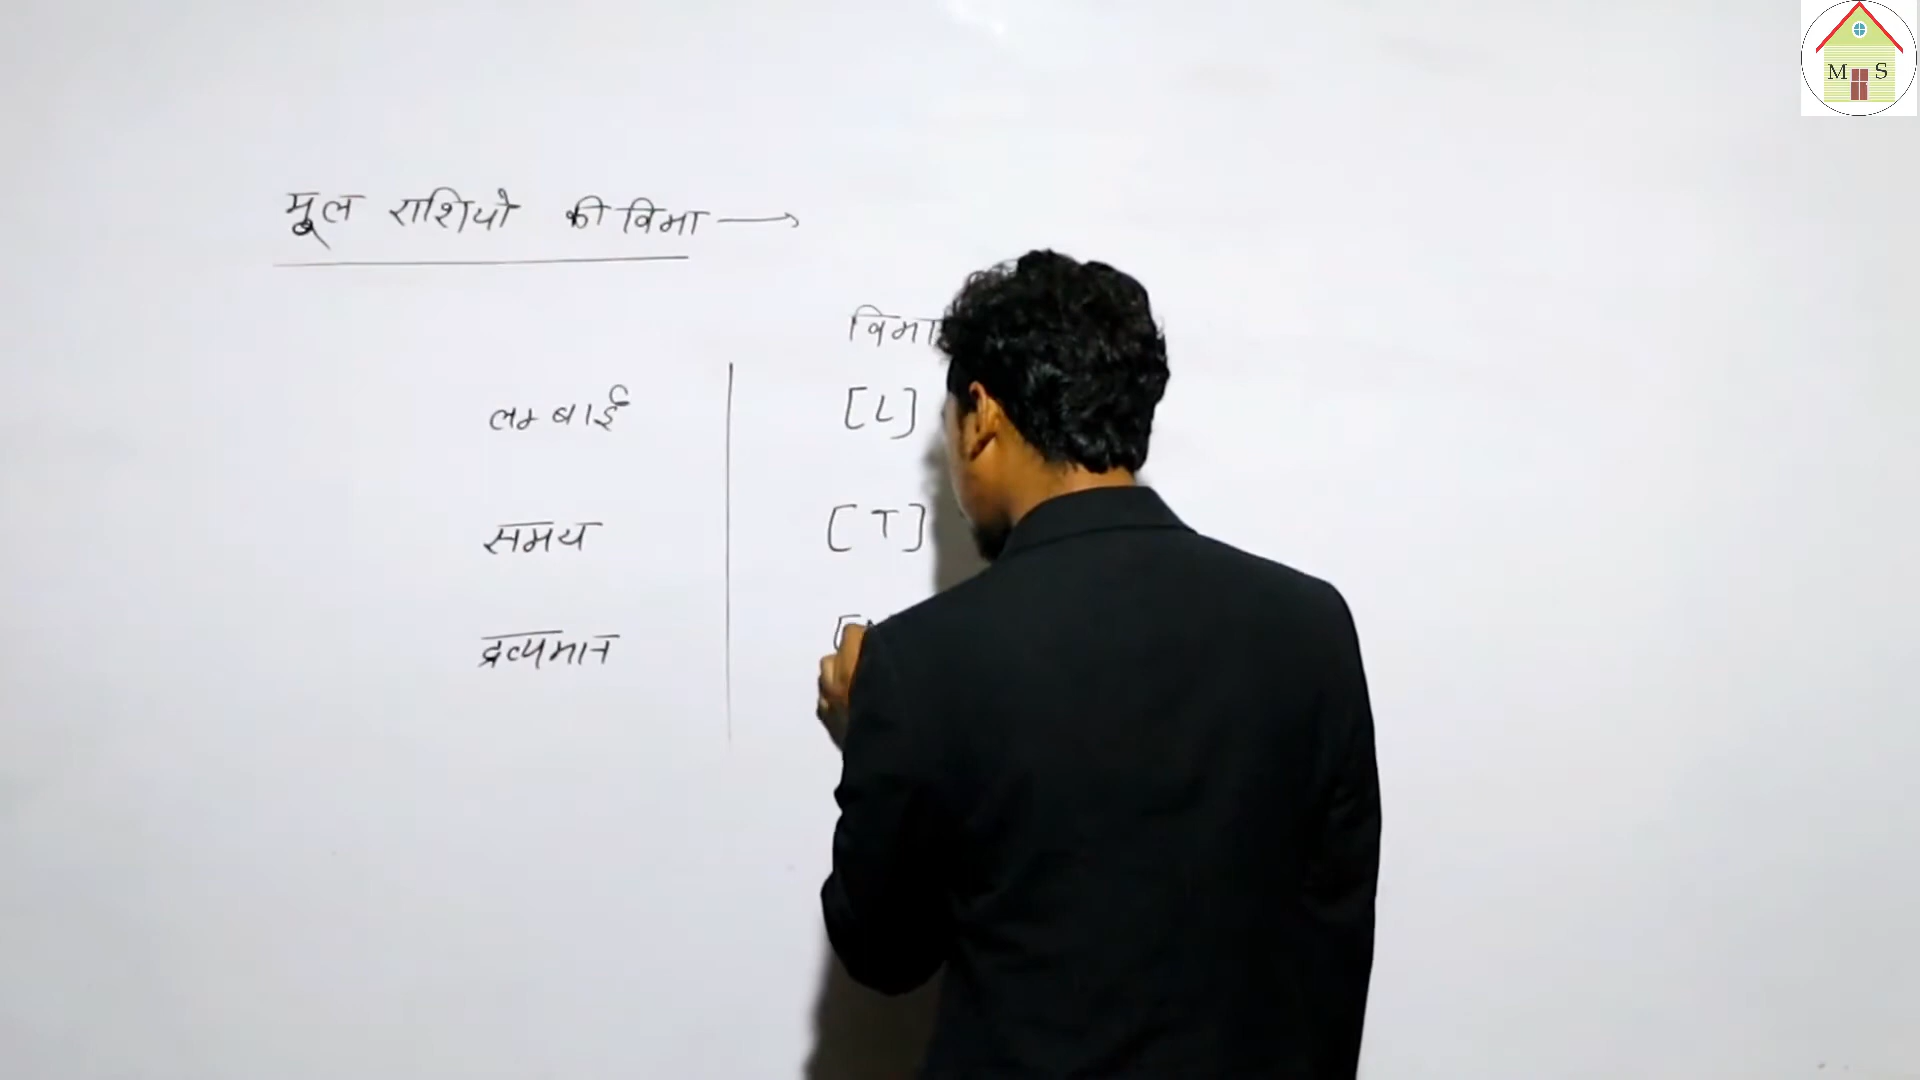 M S
मूल राशियो की विमा →
विमा
लम्बाई [L]
समय [T]
द्रव्यमान [